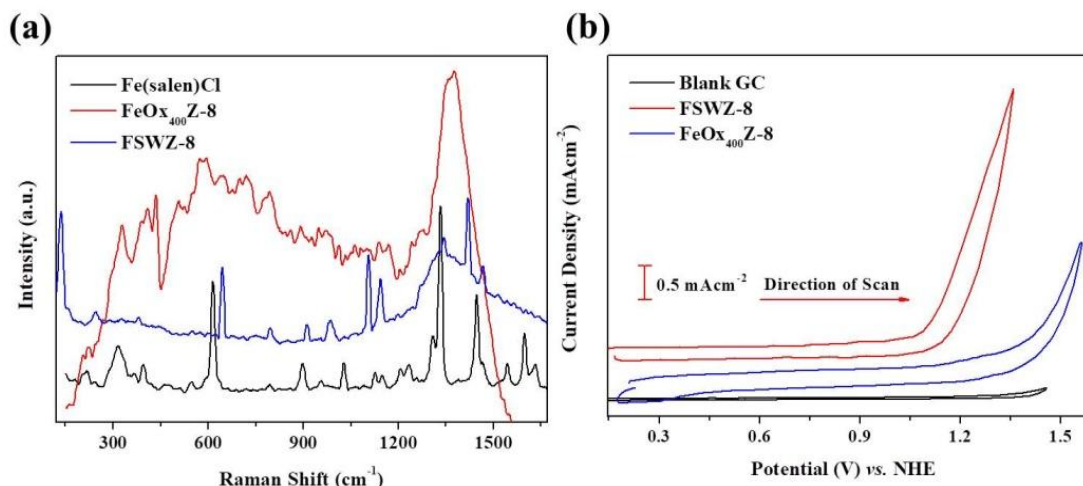 (a)
Fe(salen)Cl
FeOx₄₀₀Z-8
FSWZ-8
Intensity (a.u.)
300 600 900 1200 1500
Raman Shift (cm⁻¹)
(b)
Blank GC
FSWZ-8
FeOx₄₀₀Z-8
Current Density (mAcm⁻²)
0.5 mAcm⁻² Direction of Scan
0.3 0.6 0.9 1.2 1.5
Potential (V) vs. NHE